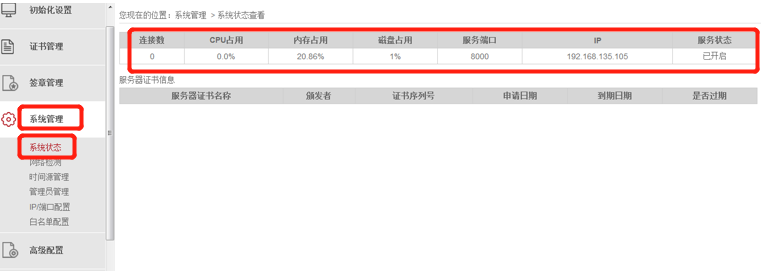 初始化设置
证书管理
签章管理
系统管理
系统状态
网络检测
时间源管理
管理员管理
IP/端口配置
白名单配置
高级配置
您现在的位置：系统管理 >系统状态查看
连接数 CPU占用 内存占用 磁盘占用 服务端口 IP 服务状态
0 0.0% 20.86% 1% 8000 192.168.135.105 已开启
服务器证书信息
服务器证书名称 颁发者 证书序列号 申请日期 到期日期 是否过期